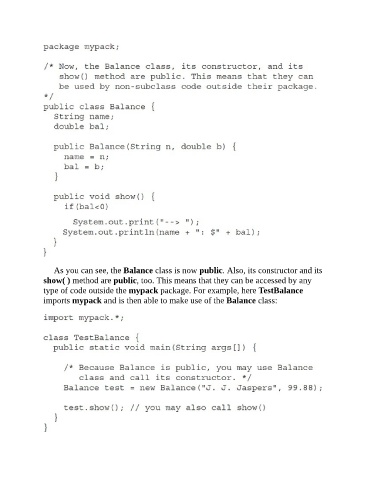 package mypack;
/* Now, the Balance class, its constructor, and its
show() method are public. This means that they can
be used by non-subclass code outside their package.
*/
public class Balance {
String name;
double bal;
public Balance(String n, double b) {
name = n;
bal = b;
}
public void show() {
if(bal<0)
System.out.print("--> ");
System.out.println(name + ": $" + bal);
}
}
As you can see, the Balance class is now public. Also, its constructor and its
show( ) method are public, too. This means that they can be accessed by any
type of code outside the mypack package. For example, here TestBalance
imports mypack and is then able to make use of the Balance class:
import mypack.*;
class TestBalance {
public static void main(String args[]) {
/* Because Balance is public, you may use Balance
class and call its constructor. */
Balance test = new Balance("J. J. Jaspers", 99.88);
test.show(); // you may also call show()
}
}